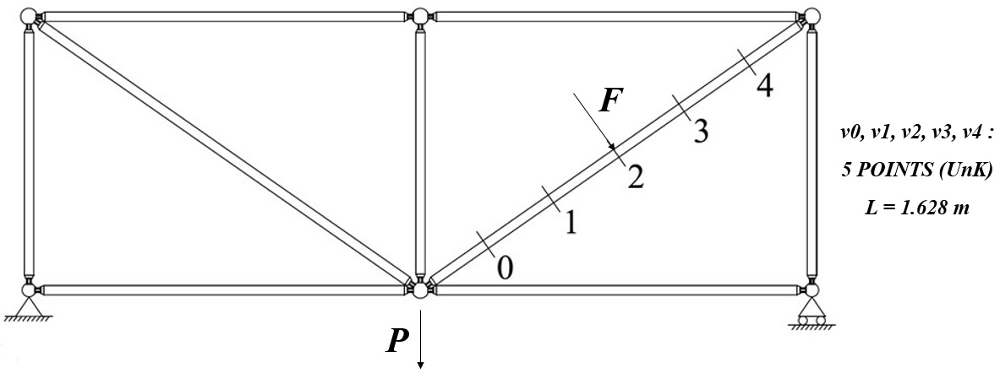 F
4
3
2
1
0
v0, v1, v2, v3, v4 :
5 POINTS (UnK)
L = 1.628 m
P